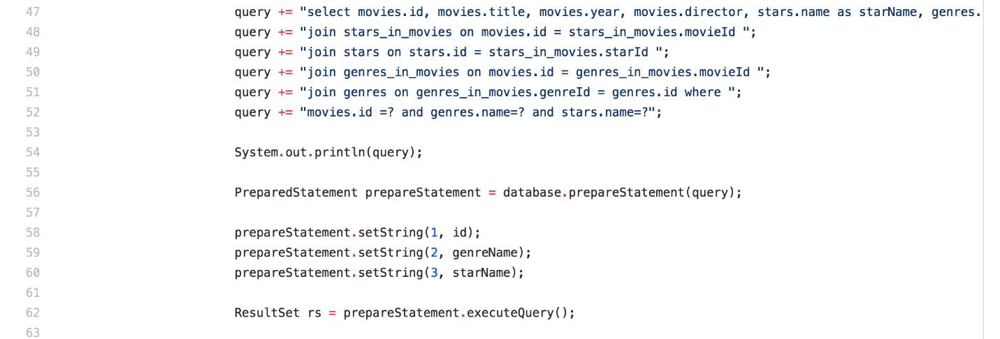 47 query += "select movies.id, movies.title, movies.year, movies.director, stars.name as starName, genres.
48 query += "join stars_in_movies on movies.id = stars_in_movies.movieId ";
49 query += "join stars on stars.id = stars_in_movies.starId ";
50 query += "join genres_in_movies on movies.id = genres_in_movies.movieId ";
51 query += "join genres on genres_in_movies.genreId = genres.id where ";
52 query += "movies.id =? and genres.name=? and stars.name=?";
53
54 System.out.println(query);
55
56 PreparedStatement prepareStatement = database.prepareStatement(query);
57
58 prepareStatement.setString(1, id);
59 prepareStatement.setString(2, genreName);
60 prepareStatement.setString(3, starName);
61
62 ResultSet rs = prepareStatement.executeQuery();
63